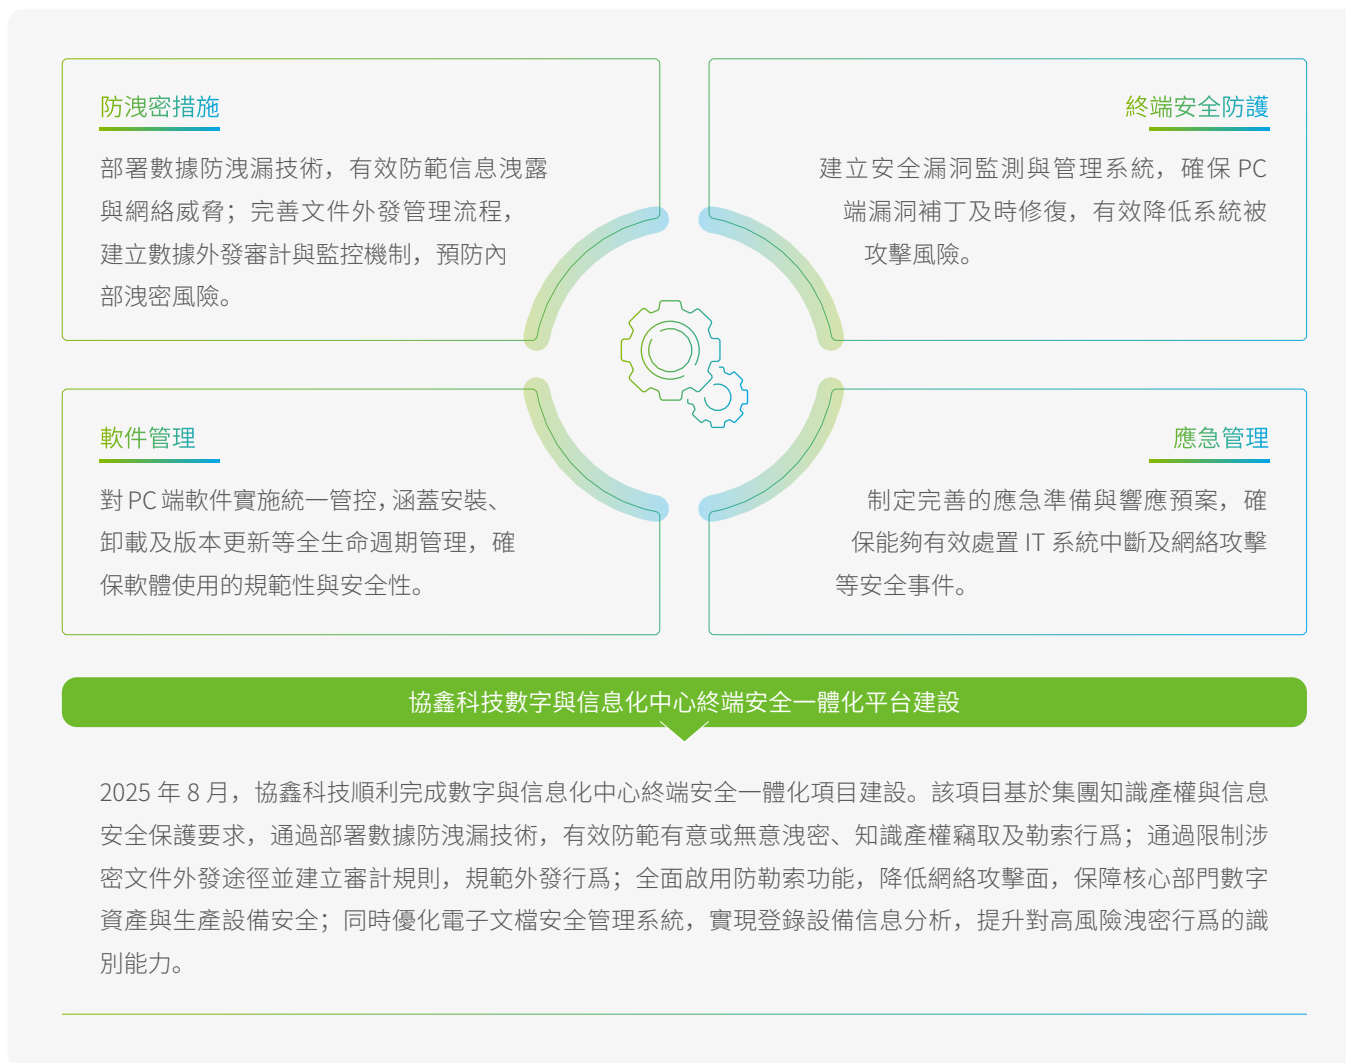 防洩密措施
部署數據防洩漏技術，有效防範信息洩露
與網絡威脅；完善文件外發管理流程，
建立數據外發審計與監控機制，預防內
部洩密風險。
終端安全防護
建立安全漏洞監測與管理系統，確保 PC
端漏洞補丁及時修復，有效降低系統被
攻擊風險。
軟件管理
對 PC 端軟件實施統一管控，涵蓋安裝、
卸載及版本更新等全生命週期管理，確
保軟體使用的規範性與安全性。
應急管理
制定完善的應急準備與響應預案，確
保能夠有效處置 IT 系統中斷及網絡攻擊
等安全事件。
協鑫科技數字與信息化中心終端安全一體化平台建設
2025 年 8 月，協鑫科技順利完成數字與信息化中心終端安全一體化項目建設。該項目基於集團知識產權與信息
安全保護要求，通過部署數據防洩漏技術，有效防範有意或無意洩密、知識產權竊取及勒索行爲；通過限制涉
密文件外發途徑並建立審計規則，規範外發行爲；全面啟用防勒索功能，降低網絡攻擊面，保障核心部門數字
資產與生產設備安全；同時優化電子文檔安全管理系統，實現登錄設備信息分析，提升對高風險洩密行爲的識
別能力。